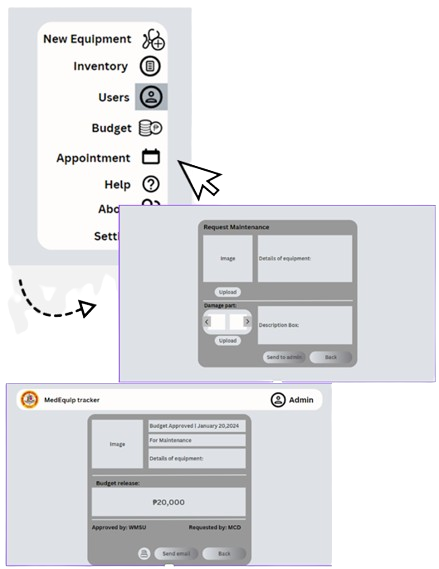 New Equipment
Inventory
Users
Budget
Appointment
Help
Abo
Setti
Request Maintenance
Image
Details of equipment:
Upload
Damage part:
Description Box:
Upload
Send to admin
Back
MedEquip tracker
Admin
Image
Budget Approved | January 20,2024
For Maintenance
Details of equipment:
Budget release:
₱20,000
Approved by: WMSU
Requested by: MCD
Send email
Back